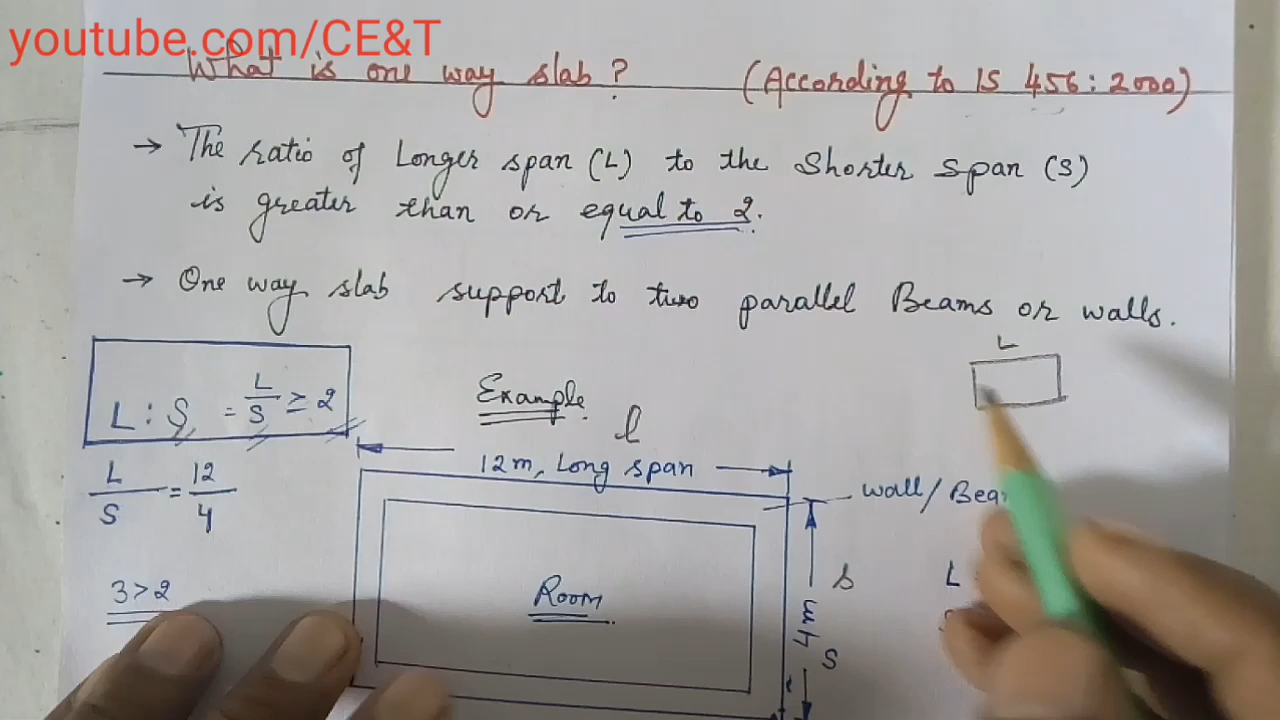 youtube.com/CE&T
What is one way slab? (According to IS 456:2000)
→ The ratio of Longer span (L) to the Shorter span (S)
is greater than or equal to 2.
→ One way slab support to two parallel Beams or walls.
L
L : S = L/S ≥ 2
Example
l
12m, Long span
L/S = 12/4
wall/Bea
s
L
3>2
Room
4m
S